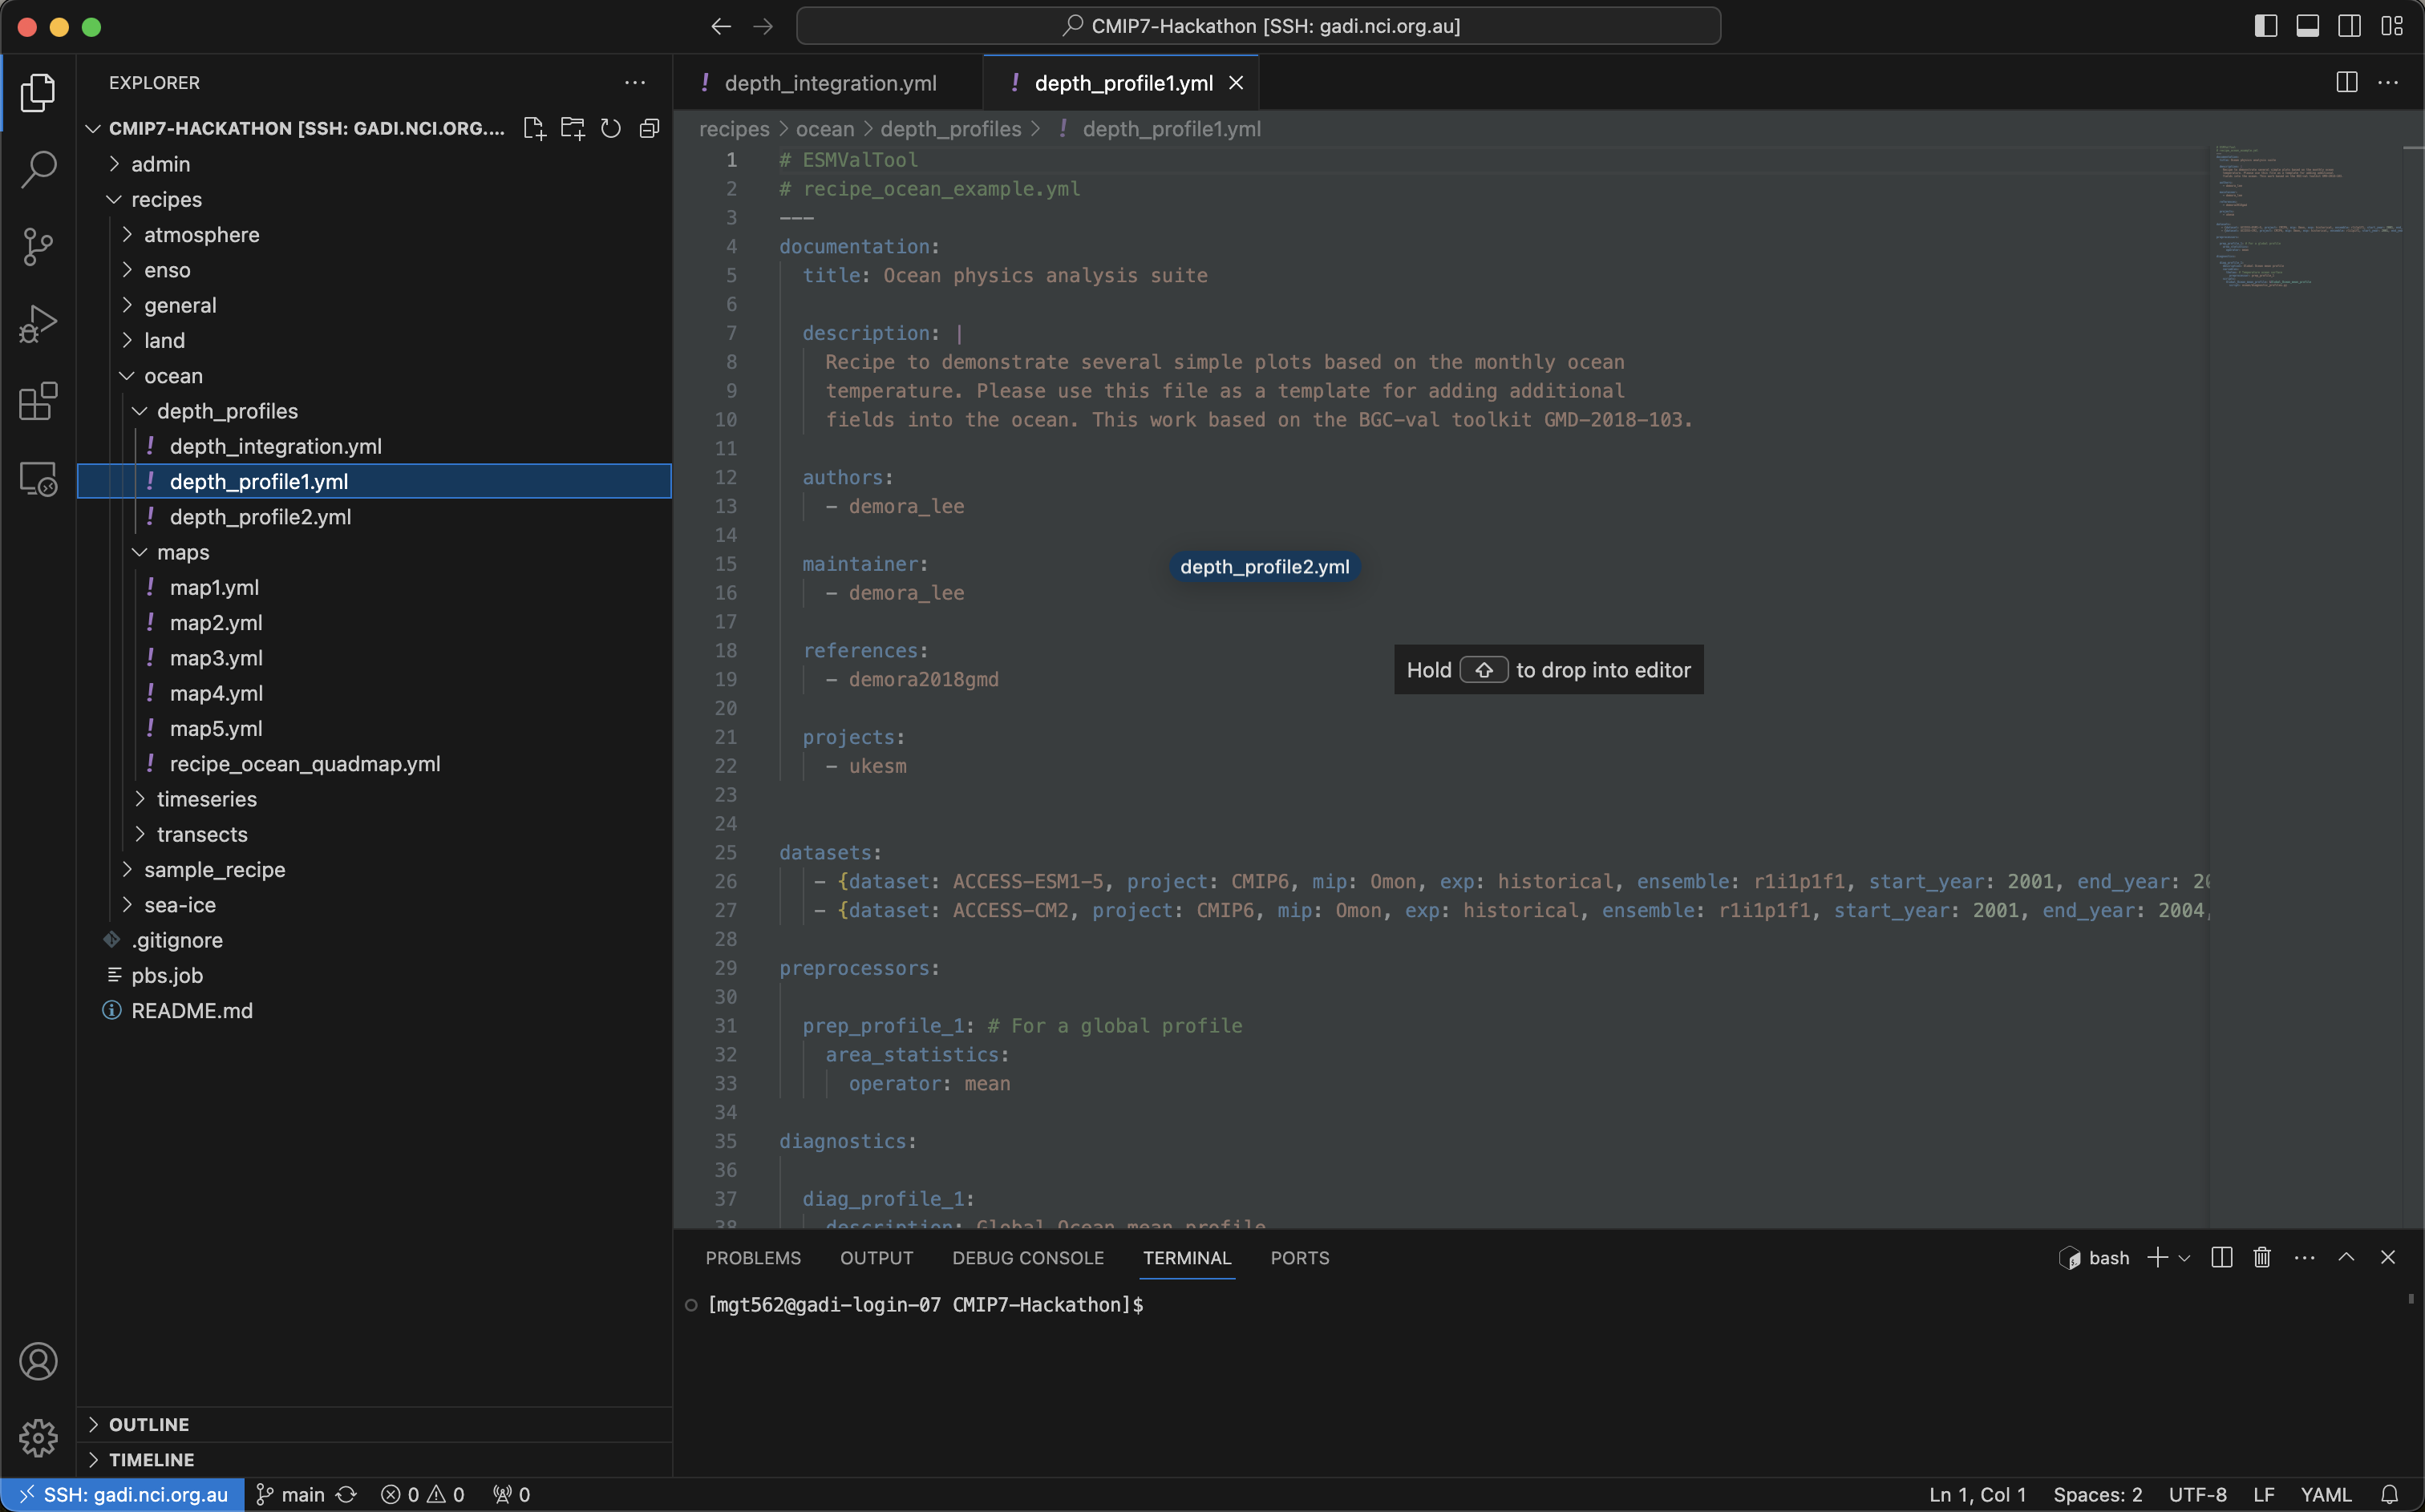 CMIP7-Hackathon [SSH: gadi.nci.org.au]
EXPLORER
CMIP7-HACKATHON [SSH: GADI.NCI.ORG....
admin
recipes
atmosphere
enso
general
land
ocean
depth_profiles
! depth_integration.yml
! depth_profile1.yml
! depth_profile2.yml
maps
! map1.yml
! map2.yml
! map3.yml
! map4.yml
! map5.yml
! recipe_ocean_quadmap.yml
timeseries
transects
sample_recipe
sea-ice
.gitignore
pbs.job
README.md
OUTLINE
TIMELINE
! depth_integration.yml ! depth_profile1.yml
recipes > ocean > depth_profiles > ! depth_profile1.yml
1 # ESMValTool
2 # recipe_ocean_example.yml
3 ---
4 documentation:
5 title: Ocean physics analysis suite
6
7 description: |
8 Recipe to demonstrate several simple plots based on the monthly ocean
9 temperature. Please use this file as a template for adding additional
10 fields into the ocean. This work based on the BGC-val toolkit GMD-2018-103.
11
12 authors:
13 - demora_lee
14
15 maintainer:
depth_profile2.yml
16 - demora_lee
17
18 references:
Hold ⇧ to drop into editor
19 - demora2018gmd
20
21 projects:
22 - ukesm
23
24
25 datasets:
26 - {dataset: ACCESS-ESM1-5, project: CMIP6, mip: Omon, exp: historical, ensemble: r1i1p1f1, start_year: 2001, end_year: 20
27 - {dataset: ACCESS-CM2, project: CMIP6, mip: Omon, exp: historical, ensemble: r1i1p1f1, start_year: 2001, end_year: 2004,
28
29 preprocessors:
30
31 prep_profile_1: # For a global profile
32 area_statistics:
33 operator: mean
34
35 diagnostics:
36
37 diag_profile_1:
38 description: Global Ocean mean profile
PROBLEMS OUTPUT DEBUG CONSOLE TERMINAL PORTS
bash
[mgt562@gadi-login-07 CMIP7-Hackathon]$
SSH: gadi.nci.org.au main 0 0 0
Ln 1, Col 1 Spaces: 2 UTF-8 LF YAML